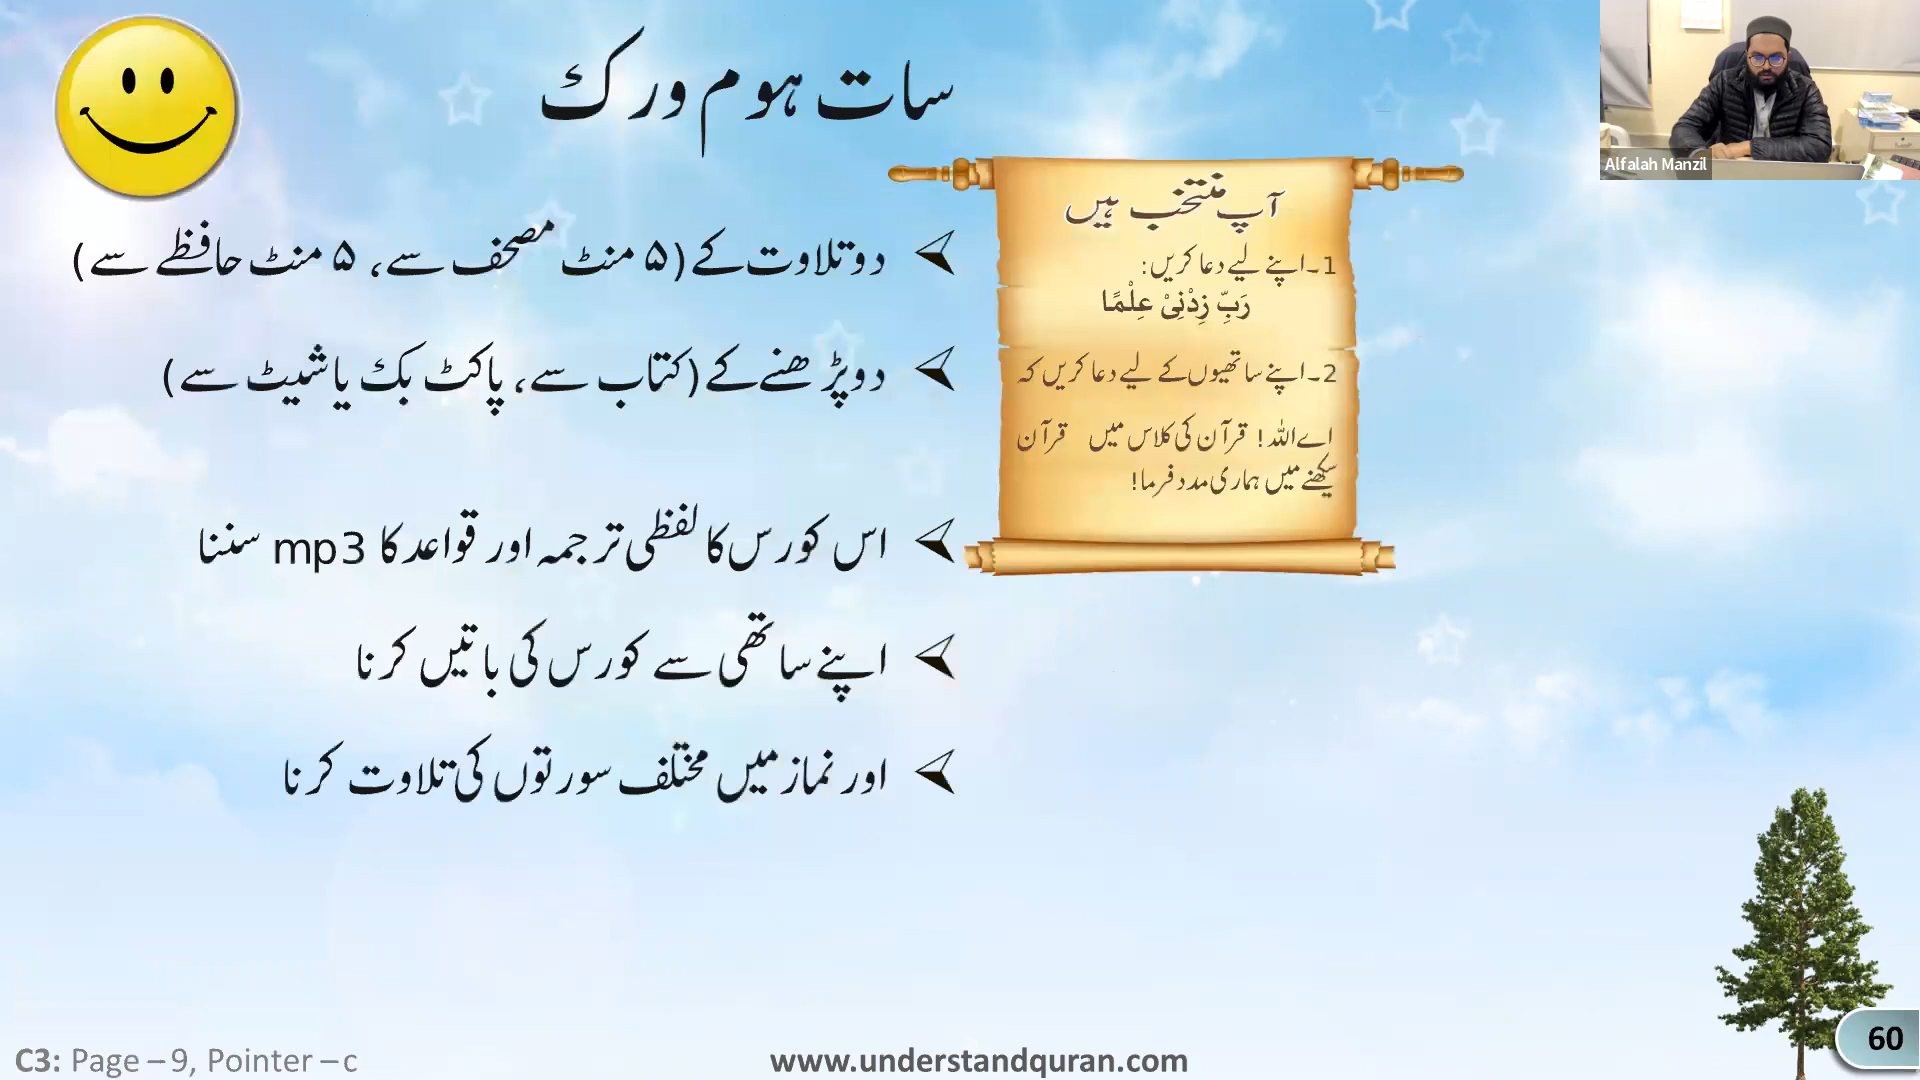 سات ہوم ورک
دو تلاوت کے (۵ منٹ مصحف سے، ۵ منٹ حافظے سے)
دو پڑھنے کے (کتاب سے، پاکٹ بک یا شیٹ سے)
اس کورس کا لفظی ترجمہ اور قواعد کا mp3 سننا
اپنے ساتھی سے کورس کی باتیں کرنا
اور نماز میں مختلف سورتوں کی تلاوت کرنا
آپ منتخب ہیں
1۔اپنے لیے دعا کریں:
رَبِّ زِدْنِیْ عِلْمًا
2۔اپنے ساتھیوں کے لیے دعا کریں کہ
اے اللہ! قرآن کی کلاس میں قرآن
سیکھنے میں ہماری مدد فرما!
Alfalah Manzil
C3: Page – 9, Pointer – c
www.understandquran.com
60